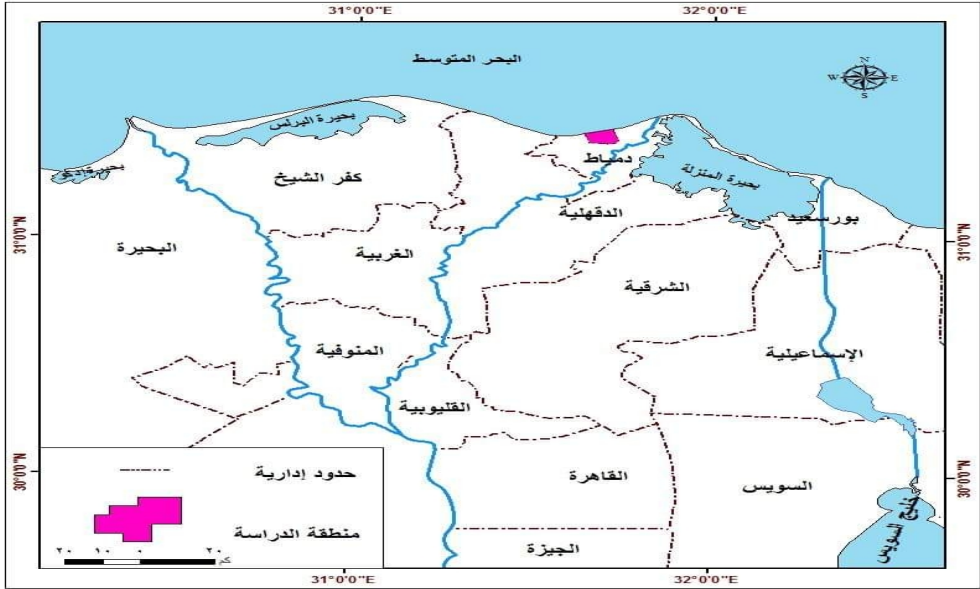 31°0'0"E
32°0'0"E
البحر المتوسط
N
W
E
S
بحيرة البرلس
بحيرة إدكو
دمياط
بحيرة المنزلة
كفر الشيخ
الدقهلية
بورسعيد
31°0'0"N
31°0'0"N
البحيرة
الغربية
الشرقية
المنوفية
الإسماعيلية
القليوبية
30°0'0"N
30°0'0"N
حدود إدارية
القاهرة
السويس
منطقة الدراسة
خليج السويس
الجيزة
٢٠ ١٠ ٠ ٢٠
كم
31°0'0"E
32°0'0"E